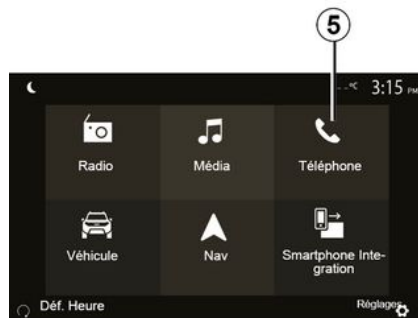 5
- -°C 3:15 PM
Radio Média Téléphone
Véhicule Nav Smartphone Inte-
gration
Déf. Heure Réglages